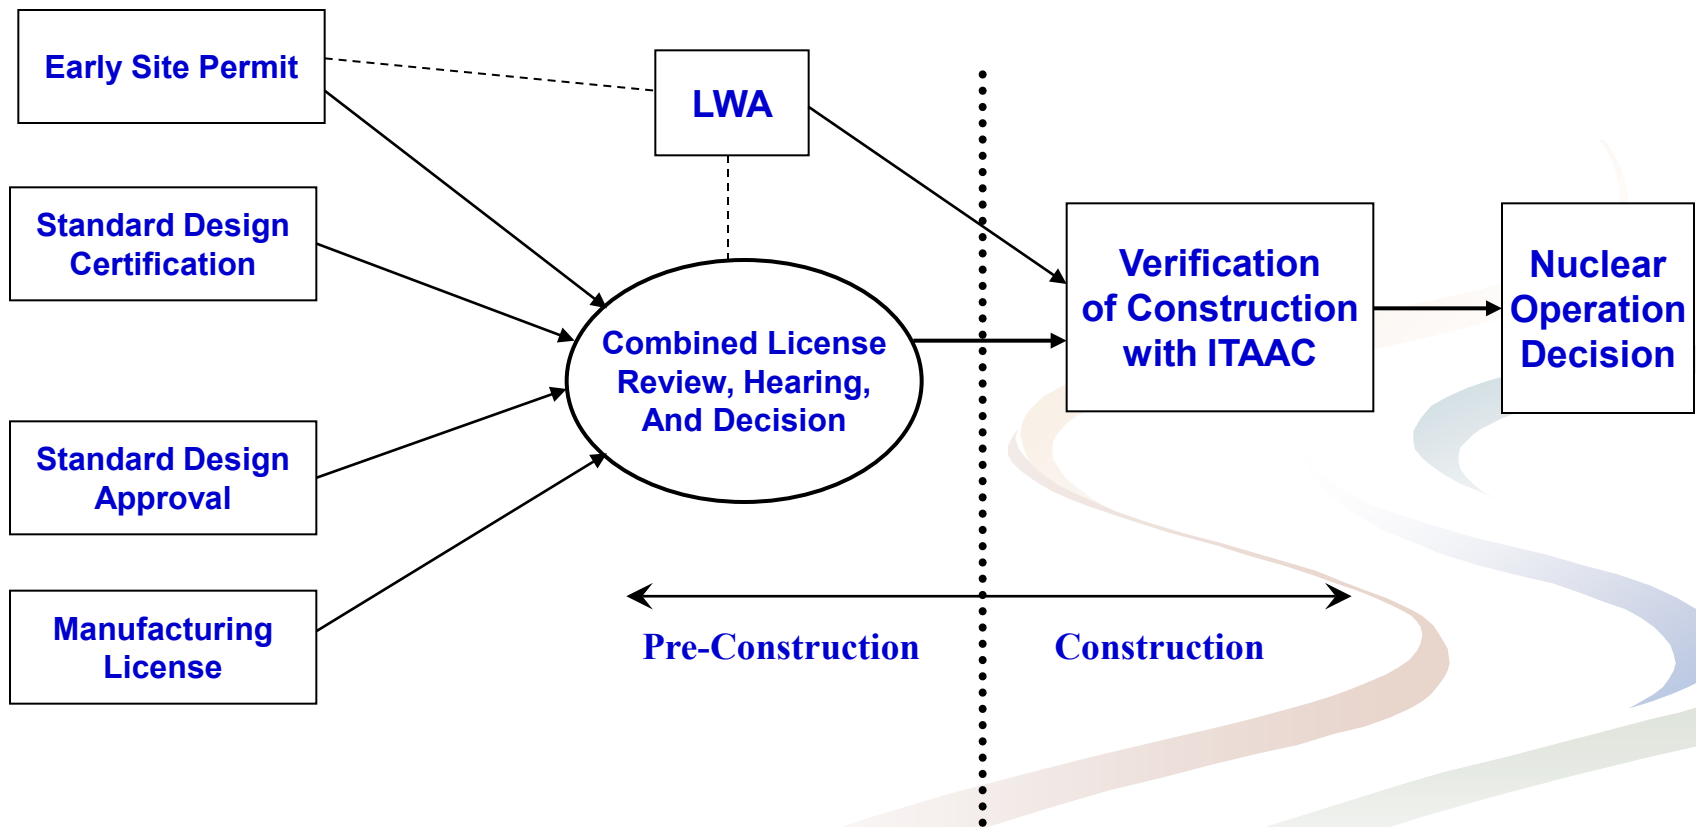 Early Site Permit
LWA
Standard Design
Certification
Standard Design
Approval
Manufacturing
License
Combined License
Review, Hearing,
And Decision
Verification
of Construction
with ITAAC
Nuclear
Operation
Decision
Pre-Construction
Construction